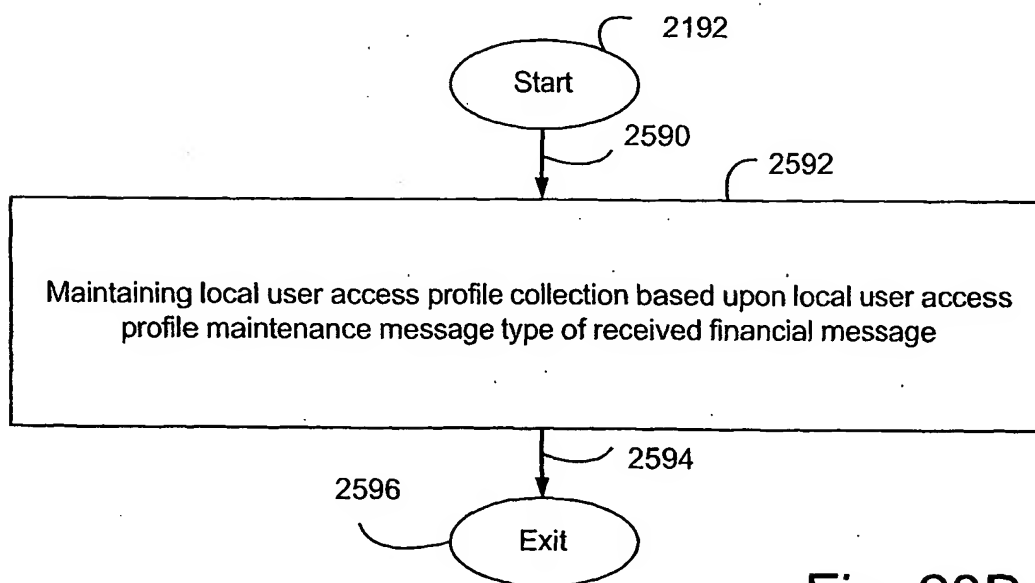 2192
Start
2590
2592
Maintaining local user access profile collection based upon local user access
profile maintenance message type of received financial message
2594
2596
Exit